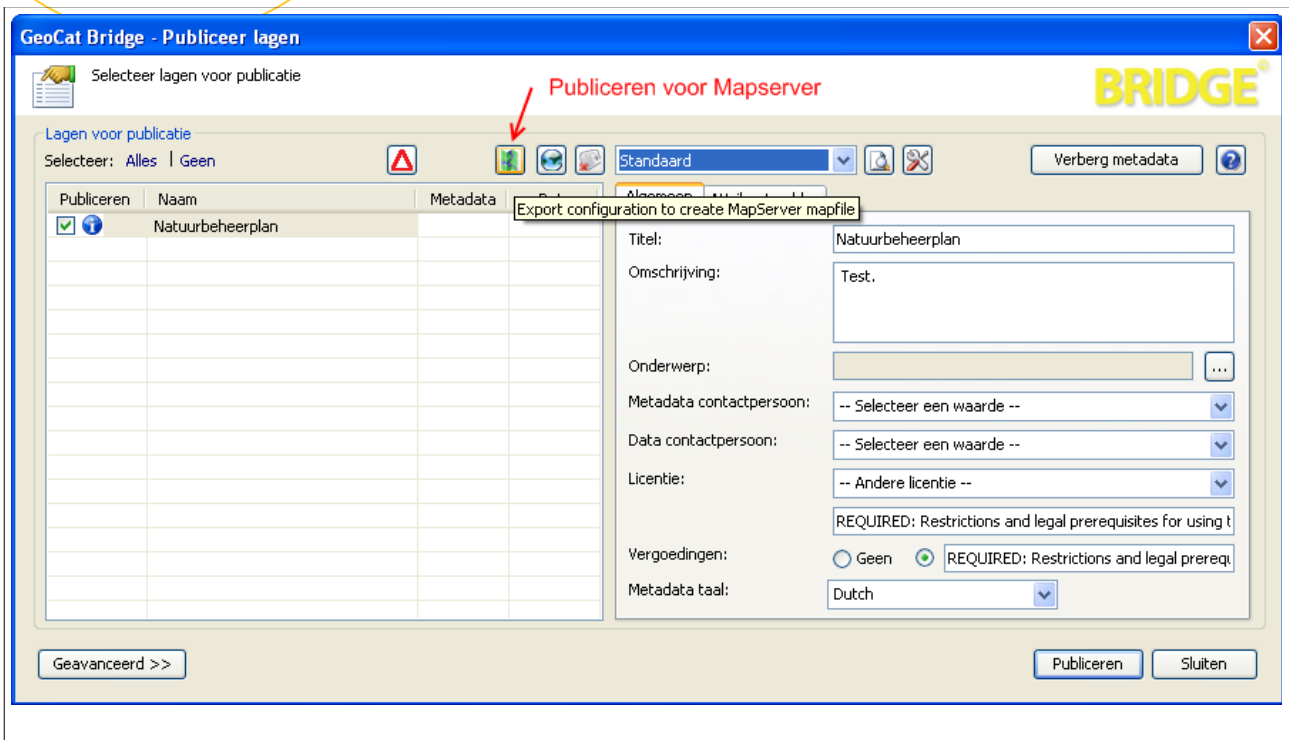 GeoCat Bridge - Publiceer lagen
Selecteer lagen voor publicatie
Publiceren voor Mapserver
BRIDGE®
Lagen voor publicatie
Selecteer: Alles | Geen
Standaard
Verberg metadata
Publiceren Naam Metadata
Export configuration to create MapServer mapfile
Natuurbeheerplan
Titel: Natuurbeheerplan
Omschrijving: Test.
Onderwerp: ...
Metadata contactpersoon: -- Selecteer een waarde --
Data contactpersoon: -- Selecteer een waarde --
Licentie: -- Andere licentie --
REQUIRED: Restrictions and legal prerequisites for using t
Vergoedingen: Geen REQUIRED: Restrictions and legal prerequ
Metadata taal: Dutch
Geavanceerd >>
Publiceren Sluiten